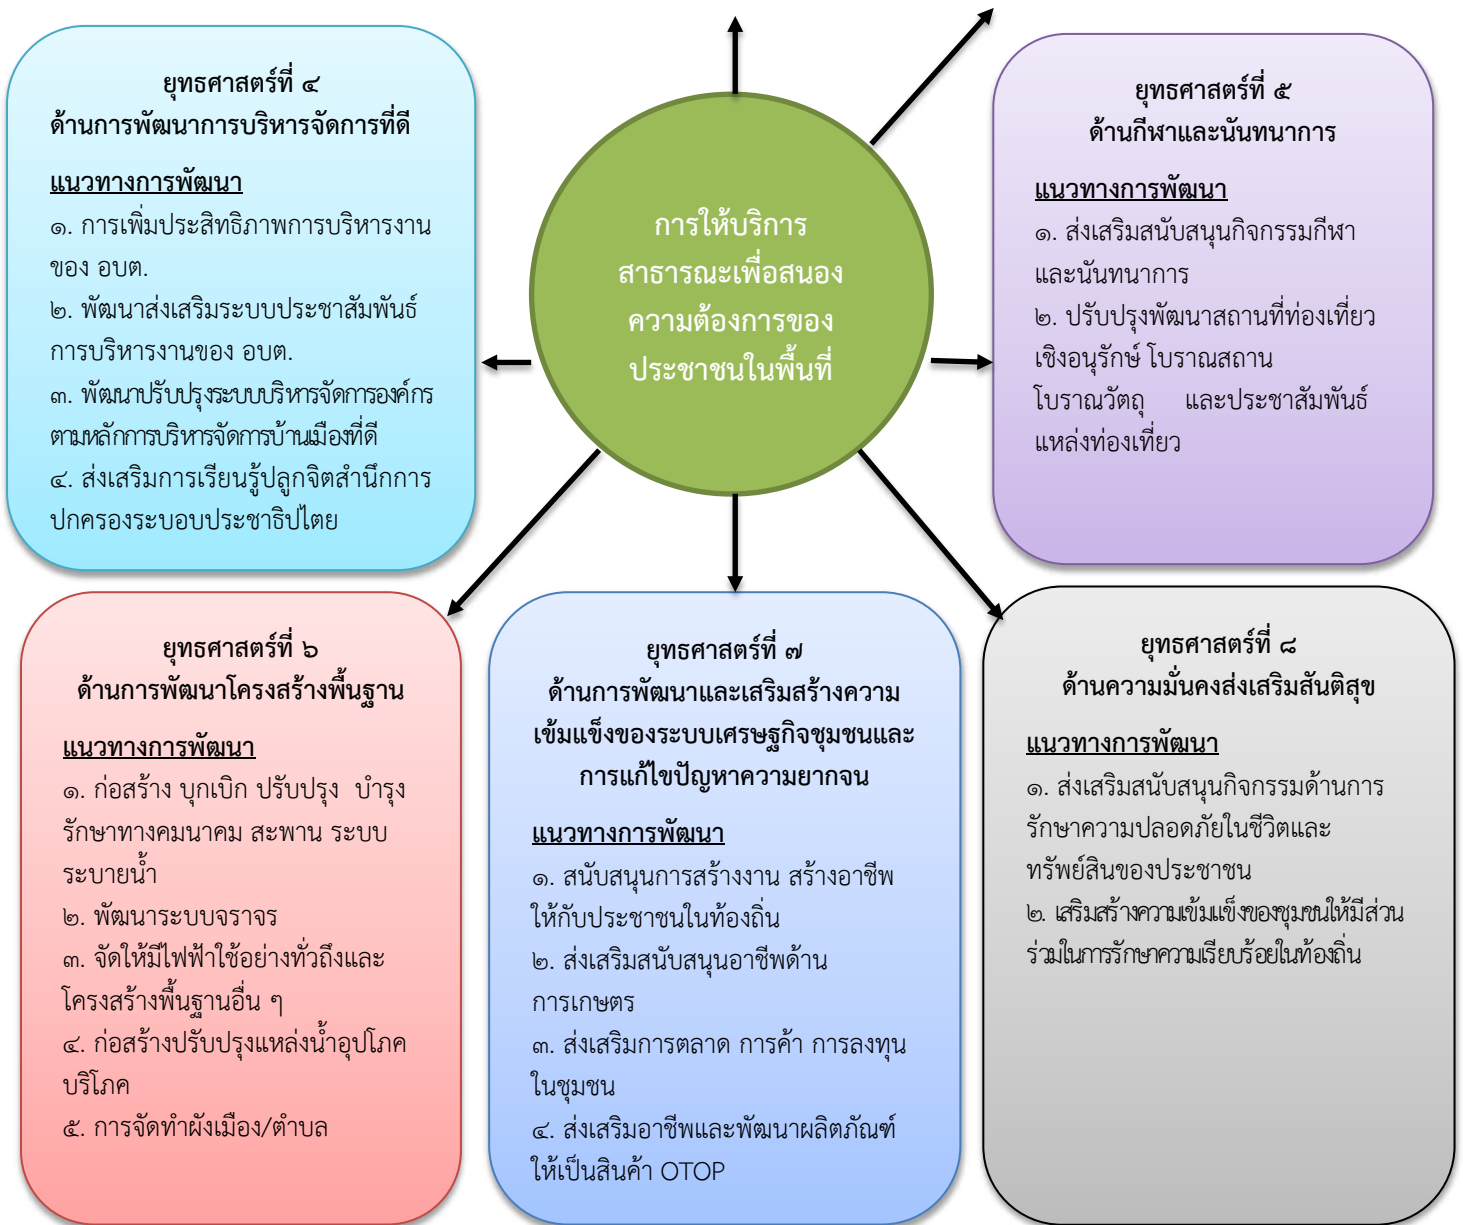 ยุทธศาสตร์ที่ ๔
ด้านการพัฒนาการบริหารจัดการที่ดี
แนวทางการพัฒนา
๑. การเพิ่มประสิทธิภาพการบริหารงาน
ของ อบต.
๒. พัฒนาส่งเสริมระบบประชาสัมพันธ์
การบริหารงานของ อบต.
๓. พัฒนาปรับปรุงระบบบริหารจัดการองค์กร
ตามหลักการบริหารจัดการบ้านเมืองที่ดี
๔. ส่งเสริมการเรียนรู้ปลูกจิตสำนึกการ
ปกครองระบอบประชาธิปไตย
การให้บริการ
สาธารณะเพื่อสนอง
ความต้องการของ
ประชาชนในพื้นที่
ยุทธศาสตร์ที่ ๕
ด้านกีฬาและนันทนาการ
แนวทางการพัฒนา
๑. ส่งเสริมสนับสนุนกิจกรรมกีฬา
และนันทนาการ
๒. ปรับปรุงพัฒนาสถานที่ท่องเที่ยว
เชิงอนุรักษ์ โบราณสถาน
โบราณวัตถุ และประชาสัมพันธ์
แหล่งท่องเที่ยว
ยุทธศาสตร์ที่ ๖
ด้านการพัฒนาโครงสร้างพื้นฐาน
แนวทางการพัฒนา
๑. ก่อสร้าง บุกเบิก ปรับปรุง บำรุง
รักษาทางคมนาคม สะพาน ระบบ
ระบายน้ำ
๒. พัฒนาระบบจราจร
๓. จัดให้มีไฟฟ้าใช้อย่างทั่วถึงและ
โครงสร้างพื้นฐานอื่น ๆ
๔. ก่อสร้างปรับปรุงแหล่งน้ำอุปโภค
บริโภค
๕. การจัดทำผังเมือง/ตำบล
ยุทธศาสตร์ที่ ๗
ด้านการพัฒนาและเสริมสร้างความ
เข้มแข็งของระบบเศรษฐกิจชุมชนและ
การแก้ไขปัญหาความยากจน
แนวทางการพัฒนา
๑. สนับสนุนการสร้างงาน สร้างอาชีพ
ให้กับประชาชนในท้องถิ่น
๒. ส่งเสริมสนับสนุนอาชีพด้าน
การเกษตร
๓. ส่งเสริมการตลาด การค้า การลงทุน
ในชุมชน
๔. ส่งเสริมอาชีพและพัฒนาผลิตภัณฑ์
ให้เป็นสินค้า OTOP
ยุทธศาสตร์ที่ ๘
ด้านความมั่นคงส่งเสริมสันติสุข
แนวทางการพัฒนา
๑. ส่งเสริมสนับสนุนกิจกรรมด้านการ
รักษาความปลอดภัยในชีวิตและ
ทรัพย์สินของประชาชน
๒. เสริมสร้างความเข้มแข็งของชุมชนให้มีส่วน
ร่วมในการรักษาความเรียบร้อยในท้องถิ่น